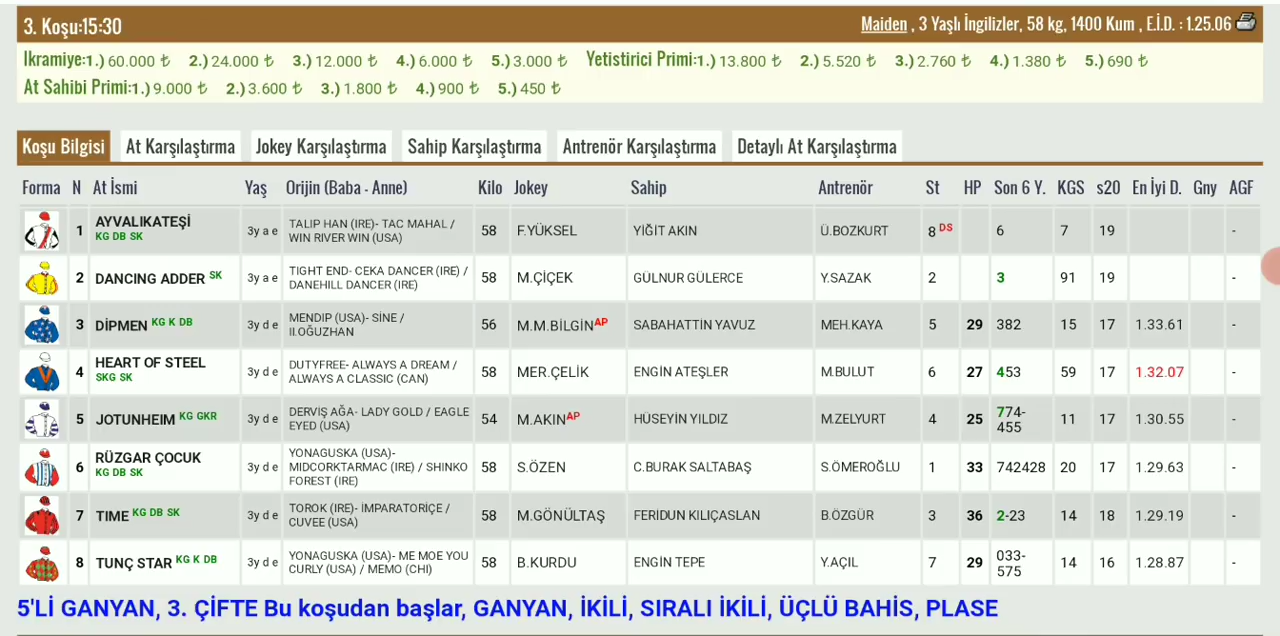 3. Koşu:15:30 Maiden , 3 Yaşlı İngilizler, 58 kg, 1400 Kum , E.İ.D. : 1.25.06
Ikramiye:1.) 60.000 ₺ 2.) 24.000 ₺ 3.) 12.000 ₺ 4.) 6.000 ₺ 5.) 3.000 ₺ Yetistirici Primi:1.) 13.800 ₺ 2.) 5.520 ₺ 3.) 2.760 ₺ 4.) 1.380 ₺ 5.) 690 ₺
At Sahibi Primi:1.) 9.000 ₺ 2.) 3.600 ₺ 3.) 1.800 ₺ 4.) 900 ₺ 5.) 450 ₺
Koşu Bilgisi At Karşılaştırma Jokey Karşılaştırma Sahip Karşılaştırma Antrenör Karşılaştırma Detaylı At Karşılaştırma
Forma N At İsmi Yaş Orijin (Baba - Anne) Kilo Jokey Sahip Antrenör St HP Son 6 Y. KGS s20 En İyi D. Gny AGF
1 AYVALIKATEŞİ KG DB SK 3y a e TALIP HAN (IRE)- TAC MAHAL / WIN RIVER WIN (USA) 58 F.YÜKSEL YİĞİT AKIN Ü.BOZKURT 8 DS 6 7 19 -
2 DANCING ADDER SK 3y a e TIGHT END- CEKA DANCER (IRE) / DANEHILL DANCER (IRE) 58 M.ÇİÇEK GÜLNUR GÜLERCE Y.SAZAK 2 3 91 19 -
3 DİPMEN KG K DB 3y d e MENDIP (USA)- SİNE / II.OĞUZHAN 56 M.M.BİLGİN AP SABAHATTİN YAVUZ MEH.KAYA 5 29 382 15 17 1.33.61 -
4 HEART OF STEEL SKG SK 3y d e DUTYFREE- ALWAYS A DREAM / ALWAYS A CLASSIC (CAN) 58 MER.ÇELİK ENGİN ATEŞLER M.BULUT 6 27 453 59 17 1.32.07 -
5 JOTUNHEIM KG GKR 3y d e DERVİŞ AĞA- LADY GOLD / EAGLE EYED (USA) 54 M.AKIN AP HÜSEYİN YILDIZ M.ZELYURT 4 25 774-455 11 17 1.30.55 -
6 RÜZGAR ÇOCUK KG DB SK 3y d e YONAGUSKA (USA)- MIDCORKTARMAC (IRE) / SHINKO FOREST (IRE) 58 S.ÖZEN C.BURAK SALTABAŞ S.ÖMEROĞLU 1 33 742428 20 17 1.29.63 -
7 TIME KG DB SK 3y d e TOROK (IRE)- İMPARATORİÇE / CUVEE (USA) 58 M.GÖNÜLTAŞ FERİDUN KILIÇASLAN B.ÖZGÜR 3 36 2-23 14 18 1.29.19 -
8 TUNÇ STAR KG K DB 3y d e YONAGUSKA (USA)- ME MOE YOU CURLY (USA) / MEMO (CHI) 58 B.KURDU ENGİN TEPE Y.AÇIL 7 29 033-575 14 16 1.28.87 -
5'Lİ GANYAN, 3. ÇİFTE Bu koşudan başlar, GANYAN, İKİLİ, SIRALI İKİLİ, ÜÇLÜ BAHİS, PLASE